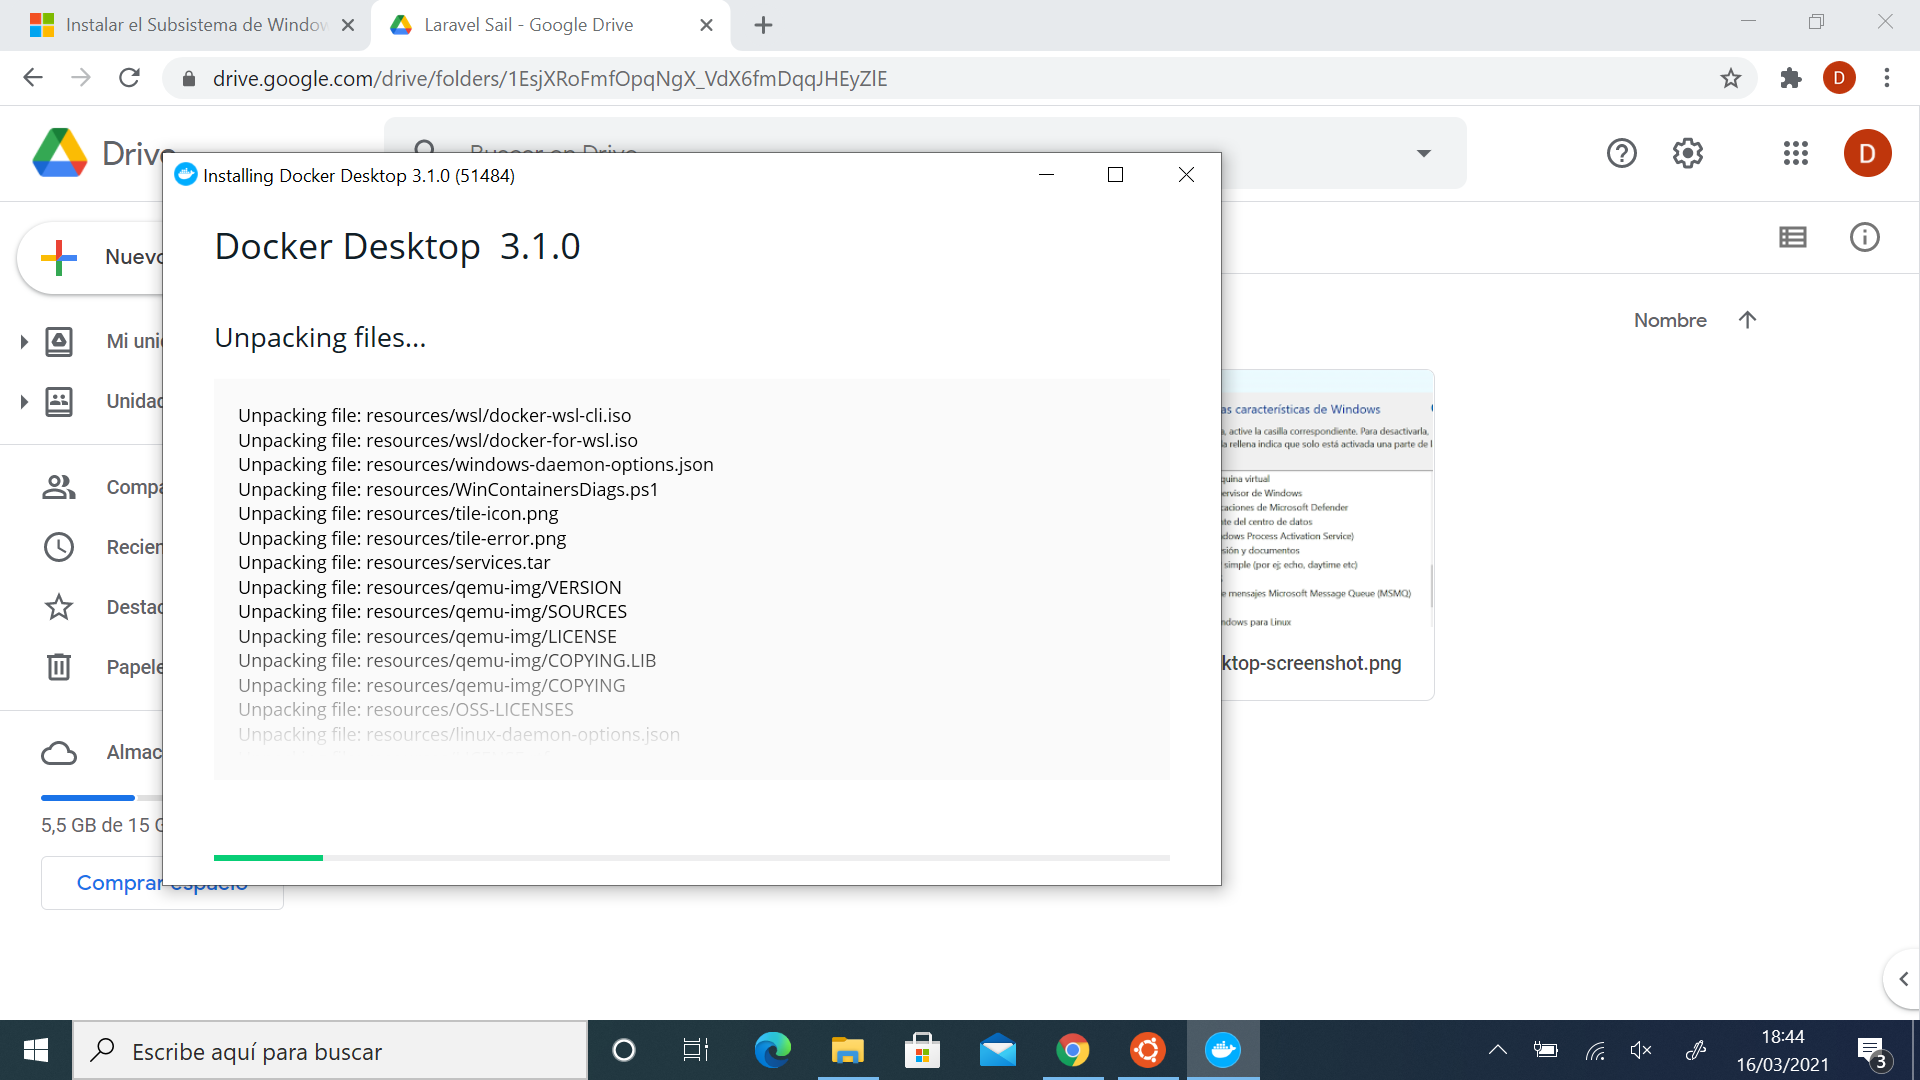 Instalar el Subsistema de Window
Laravel Sail - Google Drive
drive.google.com/drive/folders/1EsjXRoFmfOpqNgX_VdX6fmDqqJHEyZlE
D
Drive
Buscar en Drive
D
Installing Docker Desktop 3.1.0 (51484)
Docker Desktop 3.1.0
Nuevo
Unpacking files...
Nombre
Mi uni
Unidad
Compa
Recien
Destac
Papele
Almac
5,5 GB de 15 G
Comprar espacio
Unpacking file: resources/wsl/docker-wsl-cli.iso
Unpacking file: resources/wsl/docker-for-wsl.iso
Unpacking file: resources/windows-daemon-options.json
Unpacking file: resources/WinContainersDiags.ps1
Unpacking file: resources/tile-icon.png
Unpacking file: resources/tile-error.png
Unpacking file: resources/services.tar
Unpacking file: resources/qemu-img/VERSION
Unpacking file: resources/qemu-img/SOURCES
Unpacking file: resources/qemu-img/LICENSE
Unpacking file: resources/qemu-img/COPYING.LIB
Unpacking file: resources/qemu-img/COPYING
Unpacking file: resources/OSS-LICENSES
Unpacking file: resources/linux-daemon-options.json
as características de Windows
, active la casilla correspondiente. Para desactivarla,
la rellena indica que solo está activada una parte de l
quina virtual
ervisor de Windows
caciones de Microsoft Defender
te del centro de datos
dows Process Activation Service)
sión y documentos
simple (por ej; echo, daytime etc)
e mensajes Microsoft Message Queue (MSMQ)
ndows para Linux
ktop-screenshot.png
Escribe aquí para buscar
18:44
16/03/2021
3